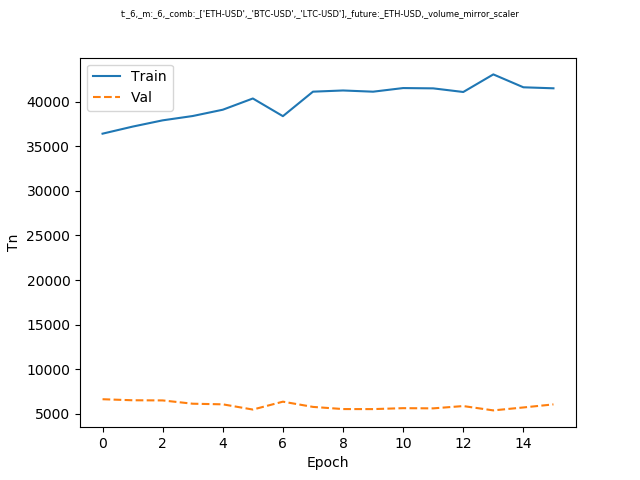 t:_6,_m:_6,_comb:_['ETH-USD',_'BTC-USD',_'LTC-USD'],_future:_ETH-USD,_volume_mirror_scaler
Train
Val
40000
35000
30000
25000
20000
15000
10000
5000
Tn
0 2 4 6 8 10 12 14
Epoch